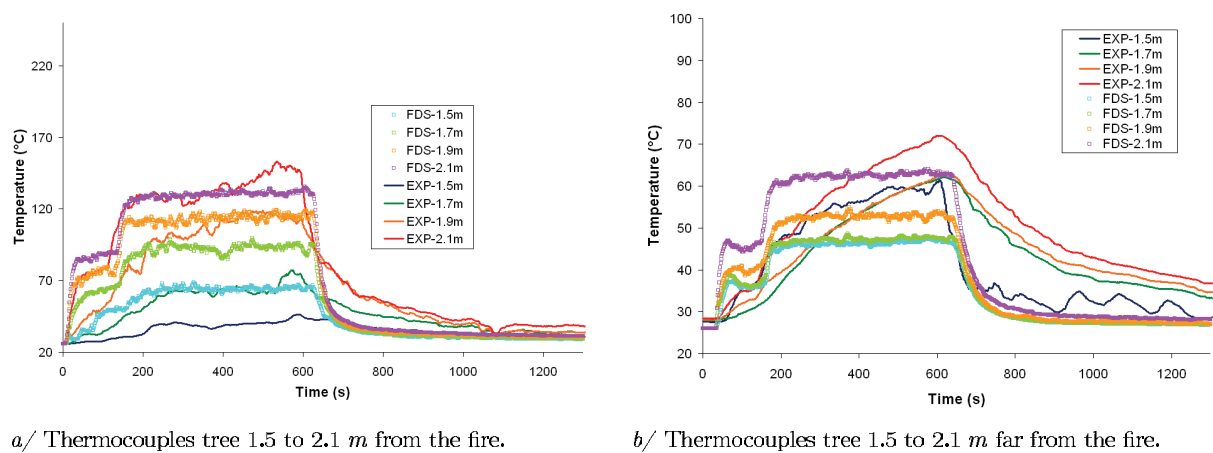 220
170
120
70
20
Temperature (°C)
0
200
400
600
800
1000
1200
Time (s)
FDS-1.5m
FDS-1.7m
FDS-1.9m
FDS-2.1m
EXP-1.5m
EXP-1.7m
EXP-1.9m
EXP-2.1m
a/ Thermocouples tree 1.5 to 2.1 m from the fire.
100
90
80
70
60
50
40
30
20
Temperature (°C)
0
200
400
600
800
1000
1200
Time (s)
EXP-1.5m
EXP-1.7m
EXP-1.9m
EXP-2.1m
FDS-1.5m
FDS-1.7m
FDS-1.9m
FDS-2.1m
b/ Thermocouples tree 1.5 to 2.1 m far from the fire.